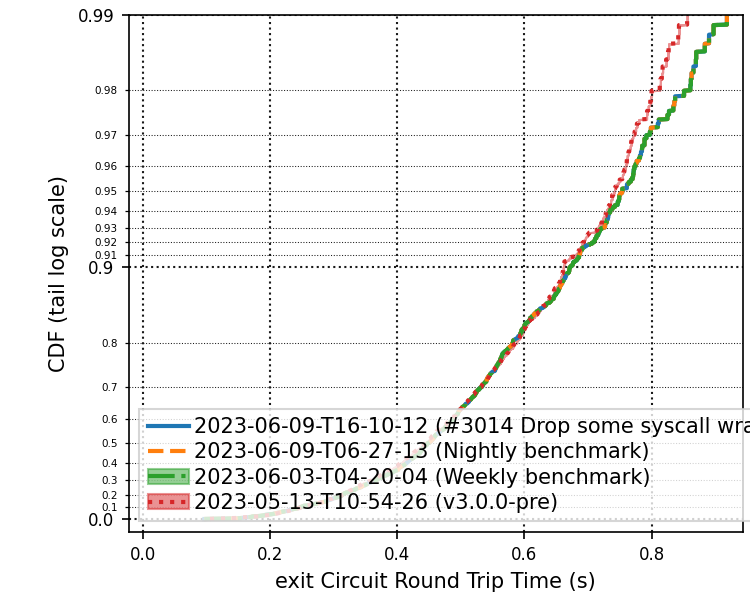 0.99
0.98
0.97
0.96
0.95
0.94
0.93
0.92
0.91
0.9
0.8
0.7
0.6
0.5
0.4
0.3
0.2
0.1
0.0
CDF (tail log scale)
2023-06-09-T16-10-12 (#3014 Drop some syscall wra
2023-06-09-T06-27-13 (Nightly benchmark)
2023-06-03-T04-20-04 (Weekly benchmark)
2023-05-13-T10-54-26 (v3.0.0-pre)
0.0 0.2 0.4 0.6 0.8
exit Circuit Round Trip Time (s)